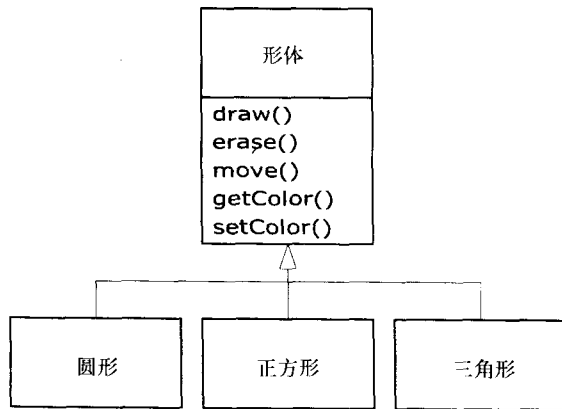 形体
draw()
erase()
move()
getColor()
setColor()
圆形
正方形
三角形